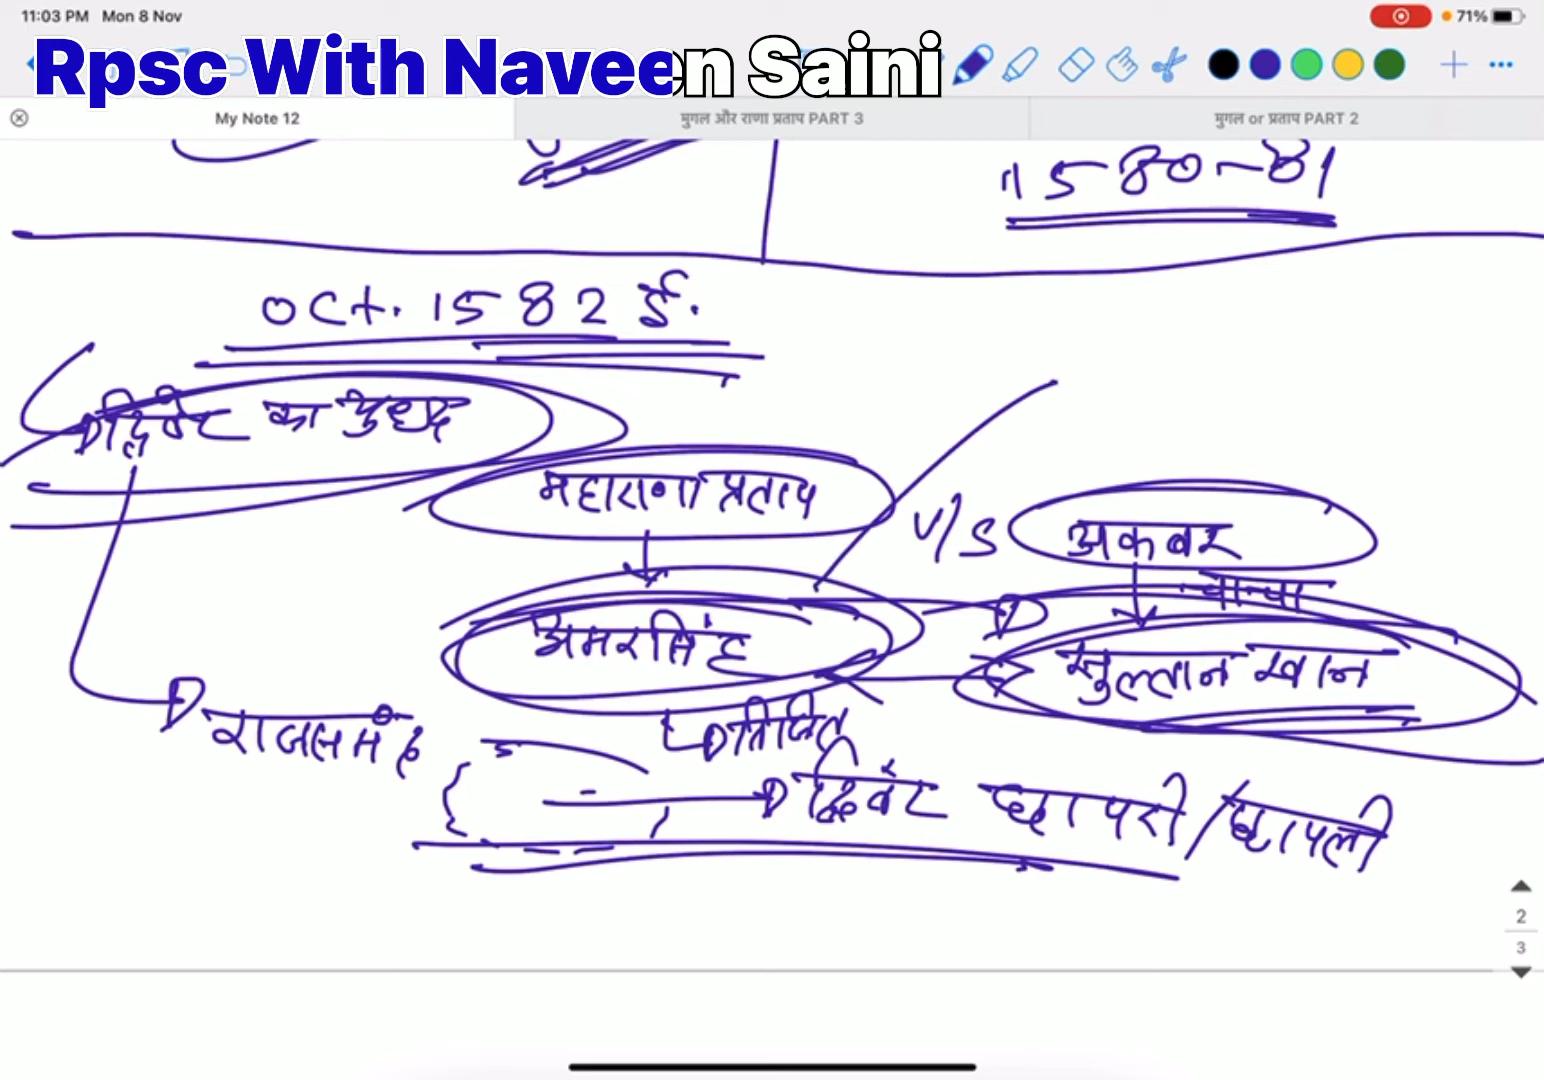 11:03 PM Mon 8 Nov
71%
Rpsc With Naveen Saini
My Note 12
मुगल और राणा प्रताप PART 3
मुगल or प्रताप PART 2
1580-81
Oct. 1582 ई.
दिवेर का युद्ध
महाराणा प्रताप
V/S
अकबर
चाचा
अमरसिंह
सुल्तान खान
राजसमंद
दिवेर छापरी/छापली
2
3